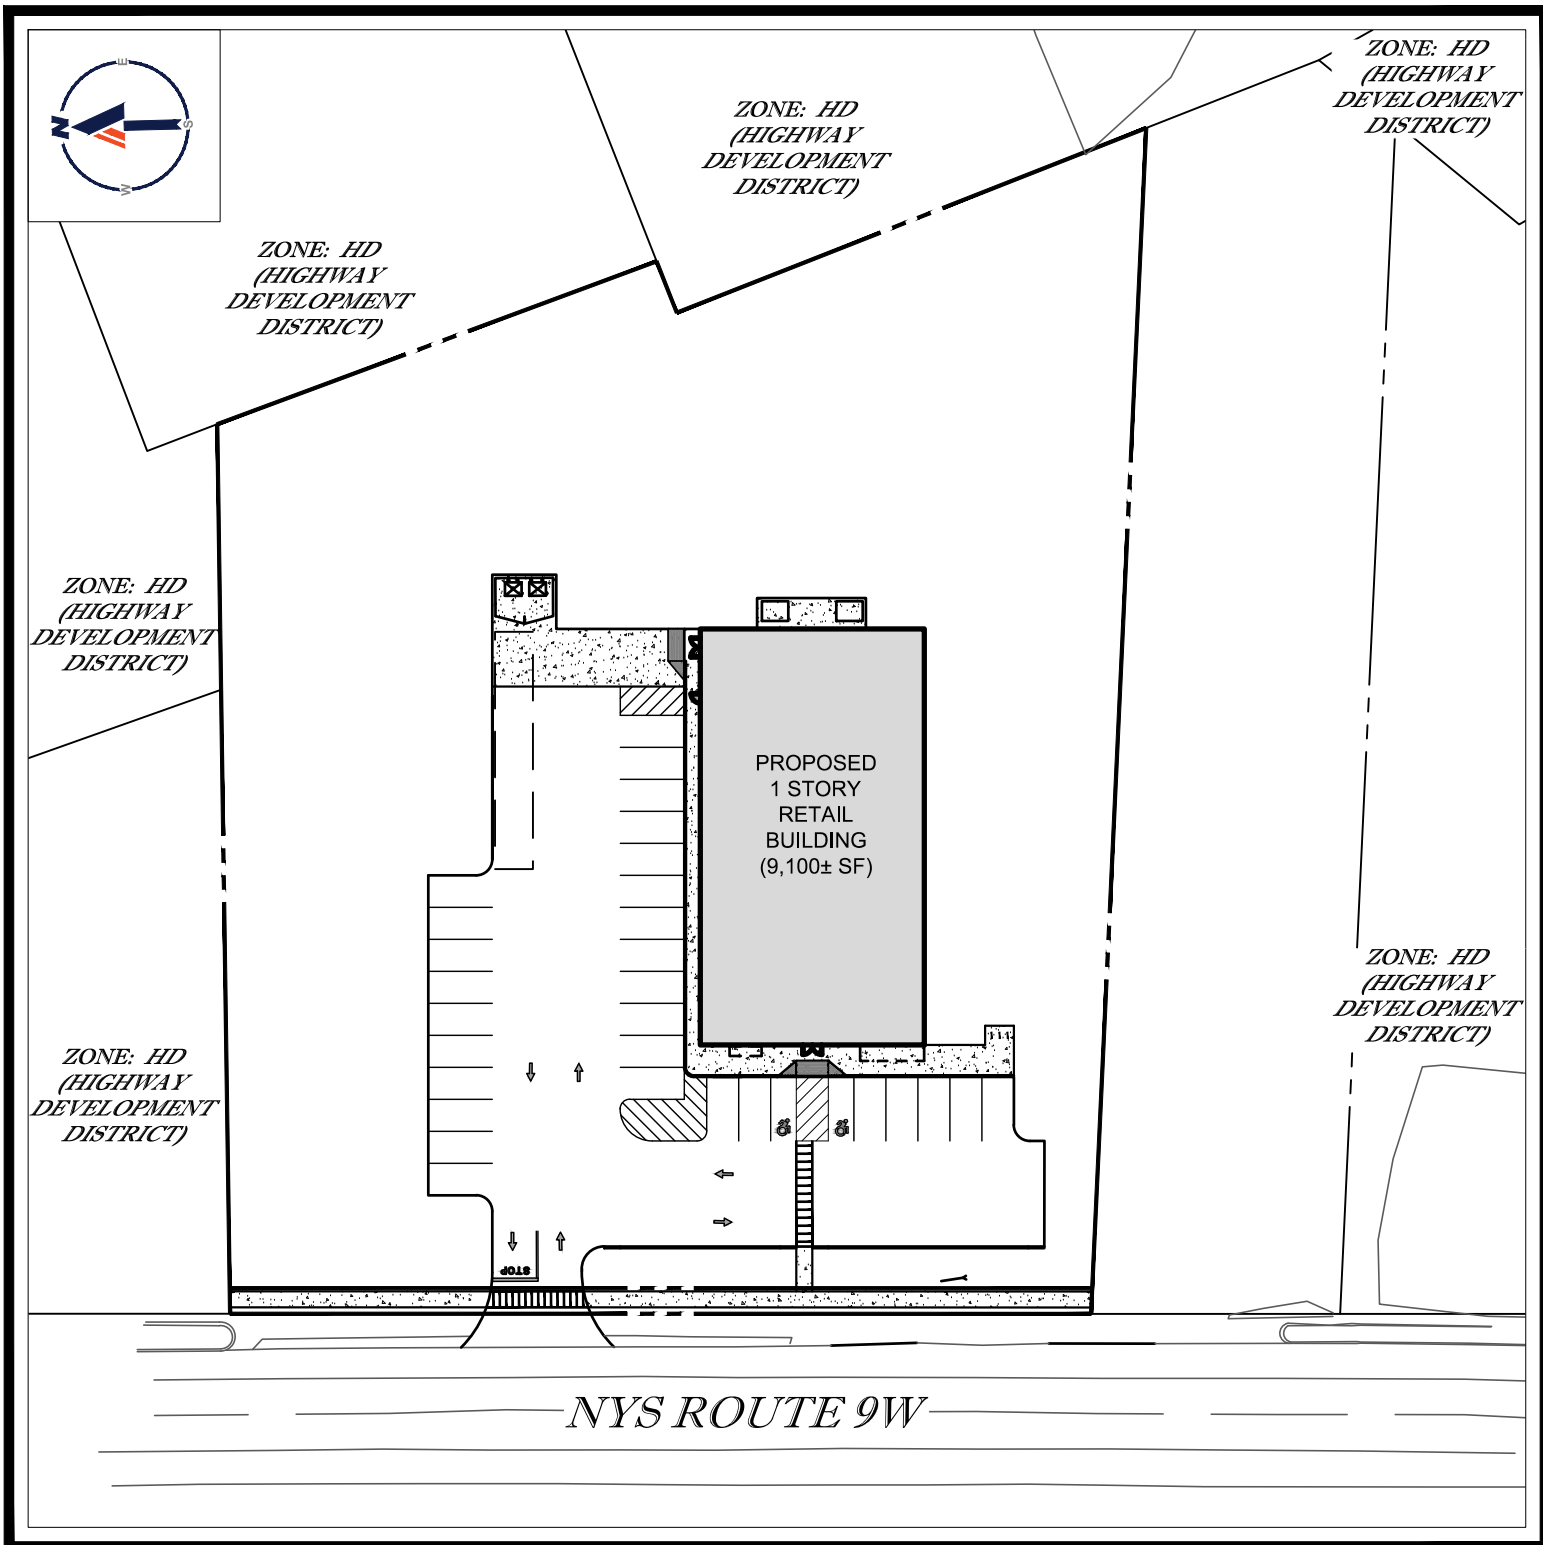 E
N
S
W
ZONE: HD
(HIGHWAY
DEVELOPMENT
DISTRICT)
ZONE: HD
(HIGHWAY
DEVELOPMENT
DISTRICT)
ZONE: HD
(HIGHWAY
DEVELOPMENT
DISTRICT)
ZONE: HD
(HIGHWAY
DEVELOPMENT
DISTRICT)
PROPOSED
1 STORY
RETAIL
BUILDING
(9,100± SF)
ZONE: HD
(HIGHWAY
DEVELOPMENT
DISTRICT)
ZONE: HD
(HIGHWAY
DEVELOPMENT
DISTRICT)
STOP
NYS ROUTE 9W